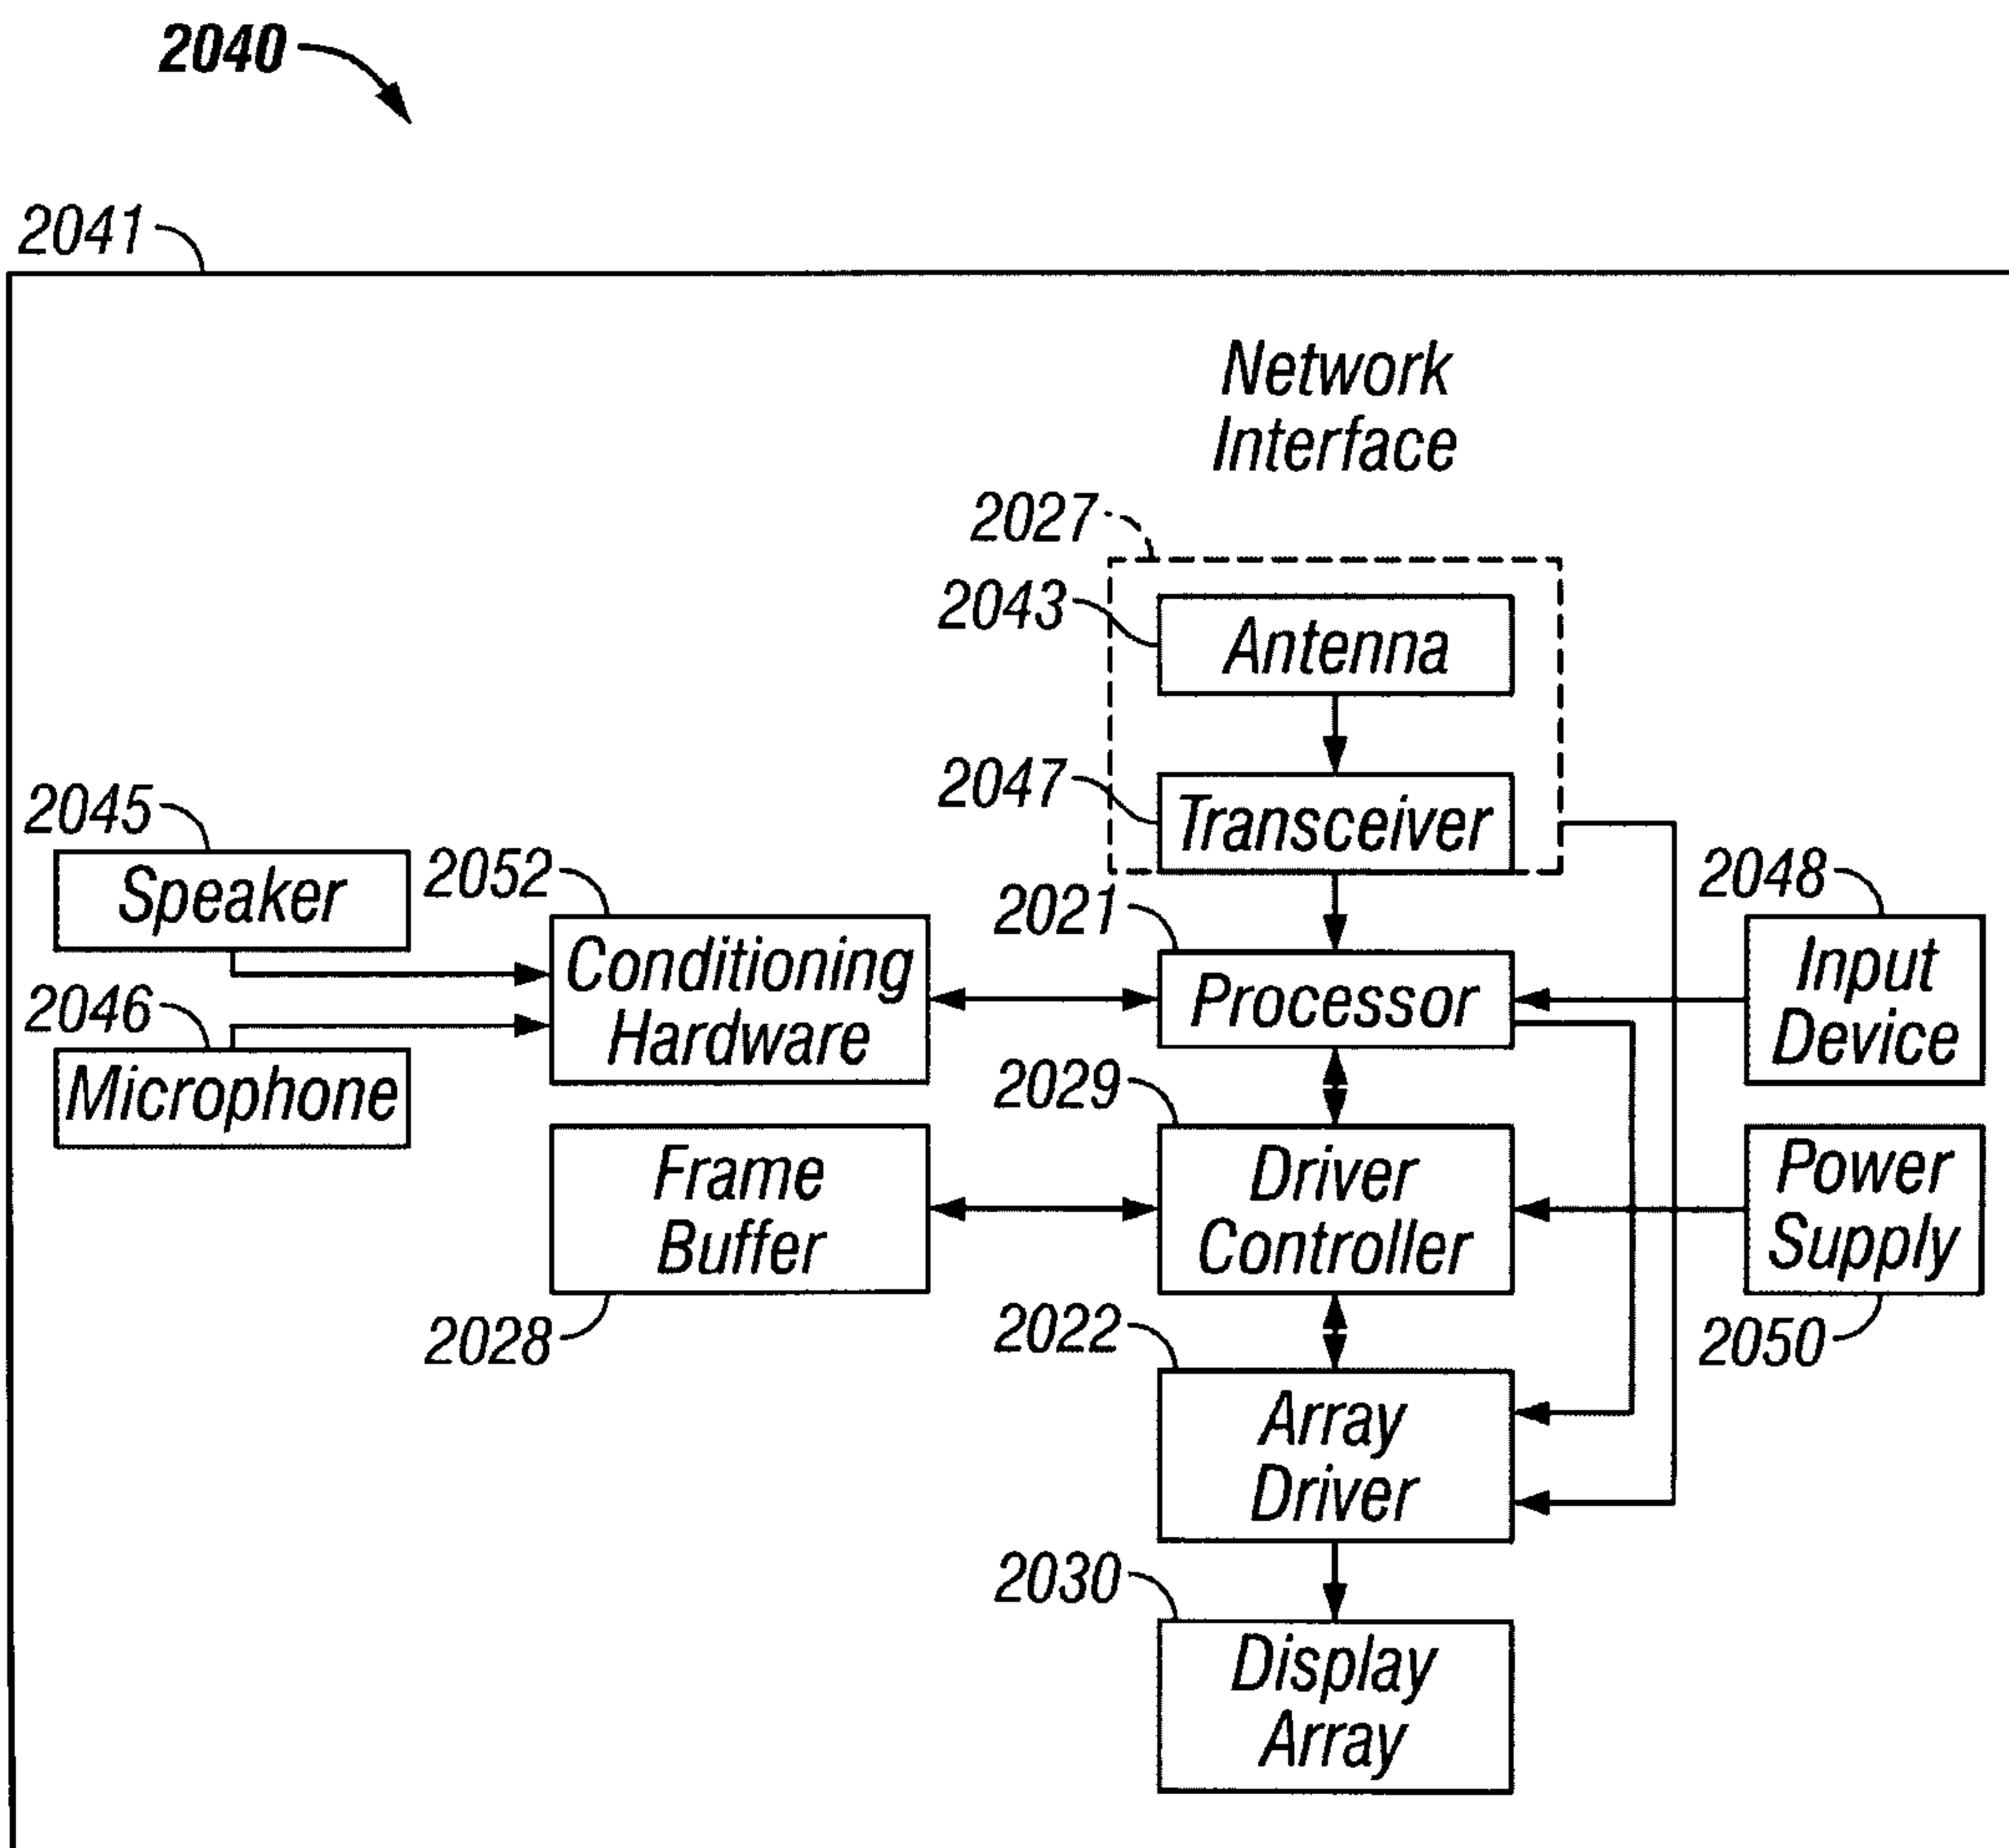 2040
2041
Network
Interface
2027
2043
Antenna
2047
Transceiver
2045
Speaker
2052
Conditioning
Hardware
2021
Processor
2048
Input
Device
2046
Microphone
2029
Driver
Controller
Frame
Buffer
2028
Power
Supply
2050
2022
Array
Driver
2030
Display
Array